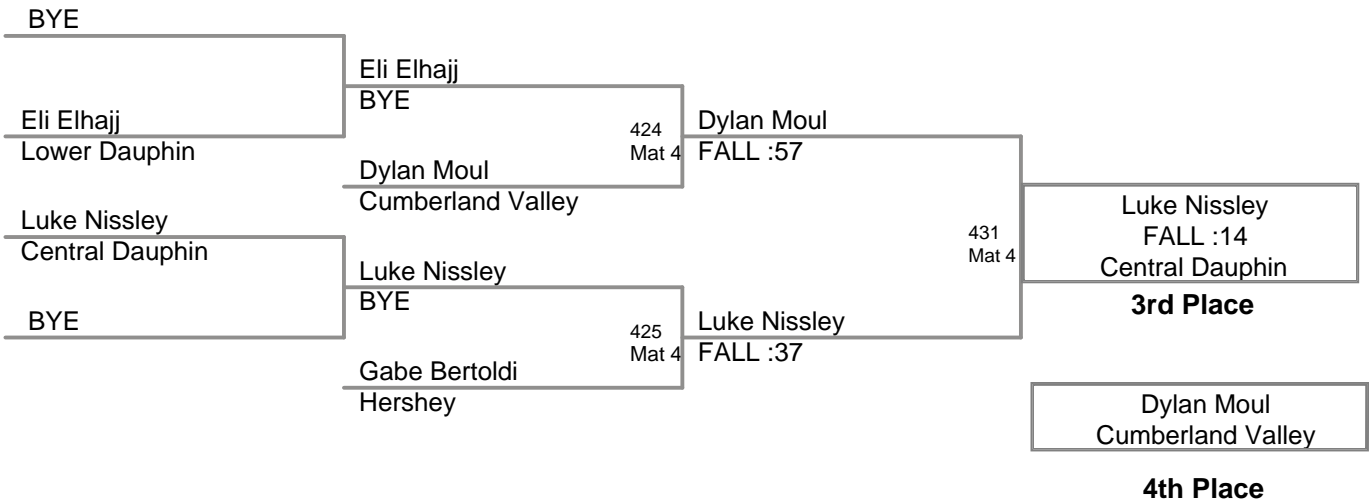 BYE
Eli Elhajj
Lower Dauphin
Luke Nissley
Central Dauphin
BYE
Eli Elhajj
BYE
424
Mat 4
Dylan Moul
Cumberland Valley
Luke Nissley
BYE
425
Mat 4
Gabe Bertoldi
Hershey
Dylan Moul
FALL :57
431
Mat 4
Luke Nissley
FALL :37
Luke Nissley
FALL :14
Central Dauphin
3rd Place
Dylan Moul
Cumberland Valley
4th Place